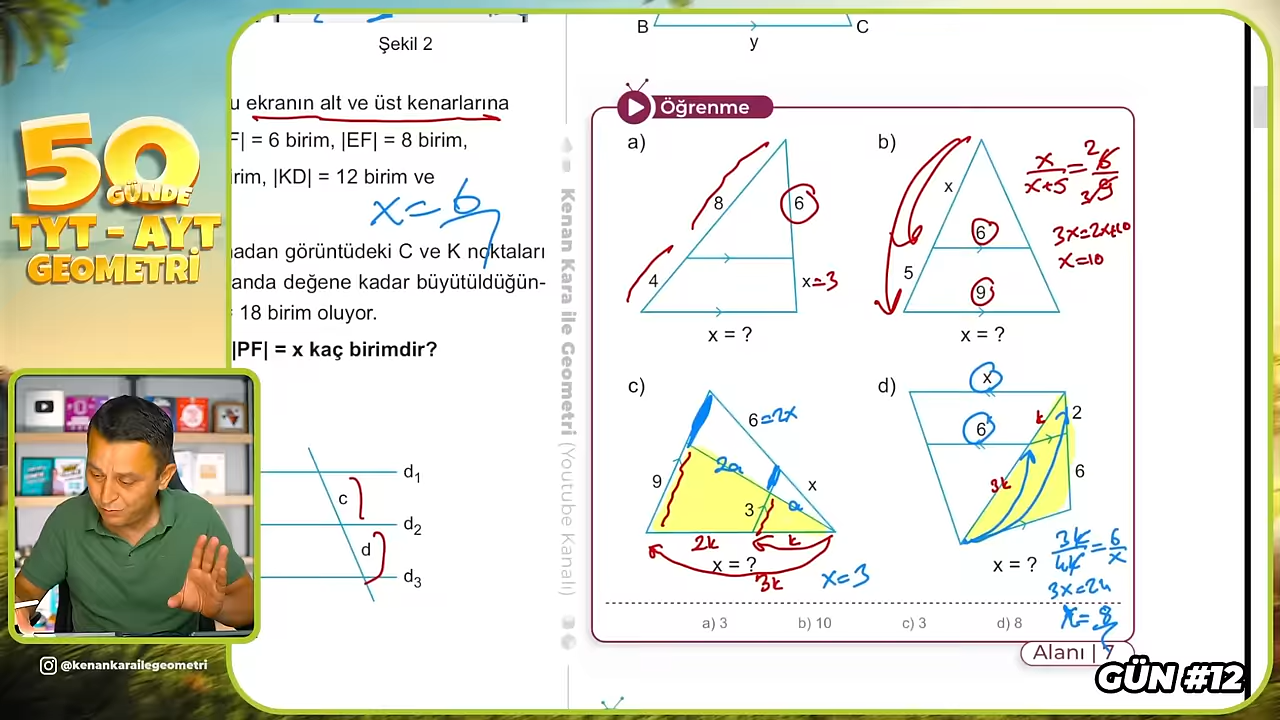 50
GÜNDE
TYT - AYT
GEOMETRİ
Şekil 2
u ekranın alt ve üst kenarlarına
F| = 6 birim, |EF| = 8 birim,
rim, |KD| = 12 birim ve
x=6
nadan görüntüdeki C ve K noktaları
anda değene kadar büyütüldüğün-
18 birim oluyor.
|PF| = x kaç birimdir?
c
d
d1
d2
d3
Kenan Kara ile Geometri (Youtube Kanalı)
B
C
y
Öğrenme
a)
8
6
4
x=3
x = ?
b)
x
6
5
9
x/x+5 = 6/9
2
3
3x=2x+10
x=10
x = ?
c)
6=2x
9
2a
x
3
a
2k
k
x = ?
3k
x=3
d)
x
k
2
6
3k
6
x = ?
3k/4k = 6/x
3x=24
x=8
a) 3
b) 10
c) 3
d) 8
Alanı | 7
@kenankarailegeometri
GÜN #12